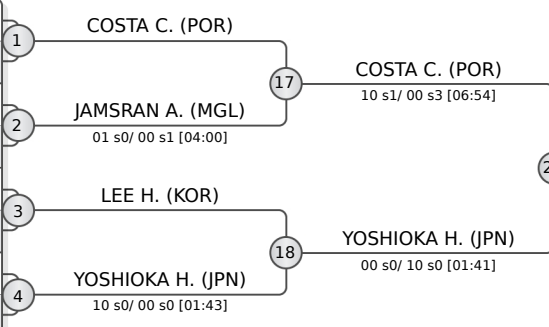 COSTA C. (POR)
1
17
COSTA C. (POR)
10 s1/ 00 s3 [06:54]
JAMSRAN A. (MGL)
2
01 s0/ 00 s1 [04:00]
LEE H. (KOR)
3
18
YOSHIOKA H. (JPN)
00 s0/ 10 s0 [01:41]
YOSHIOKA H. (JPN)
4
10 s0/ 00 s0 [01:43]